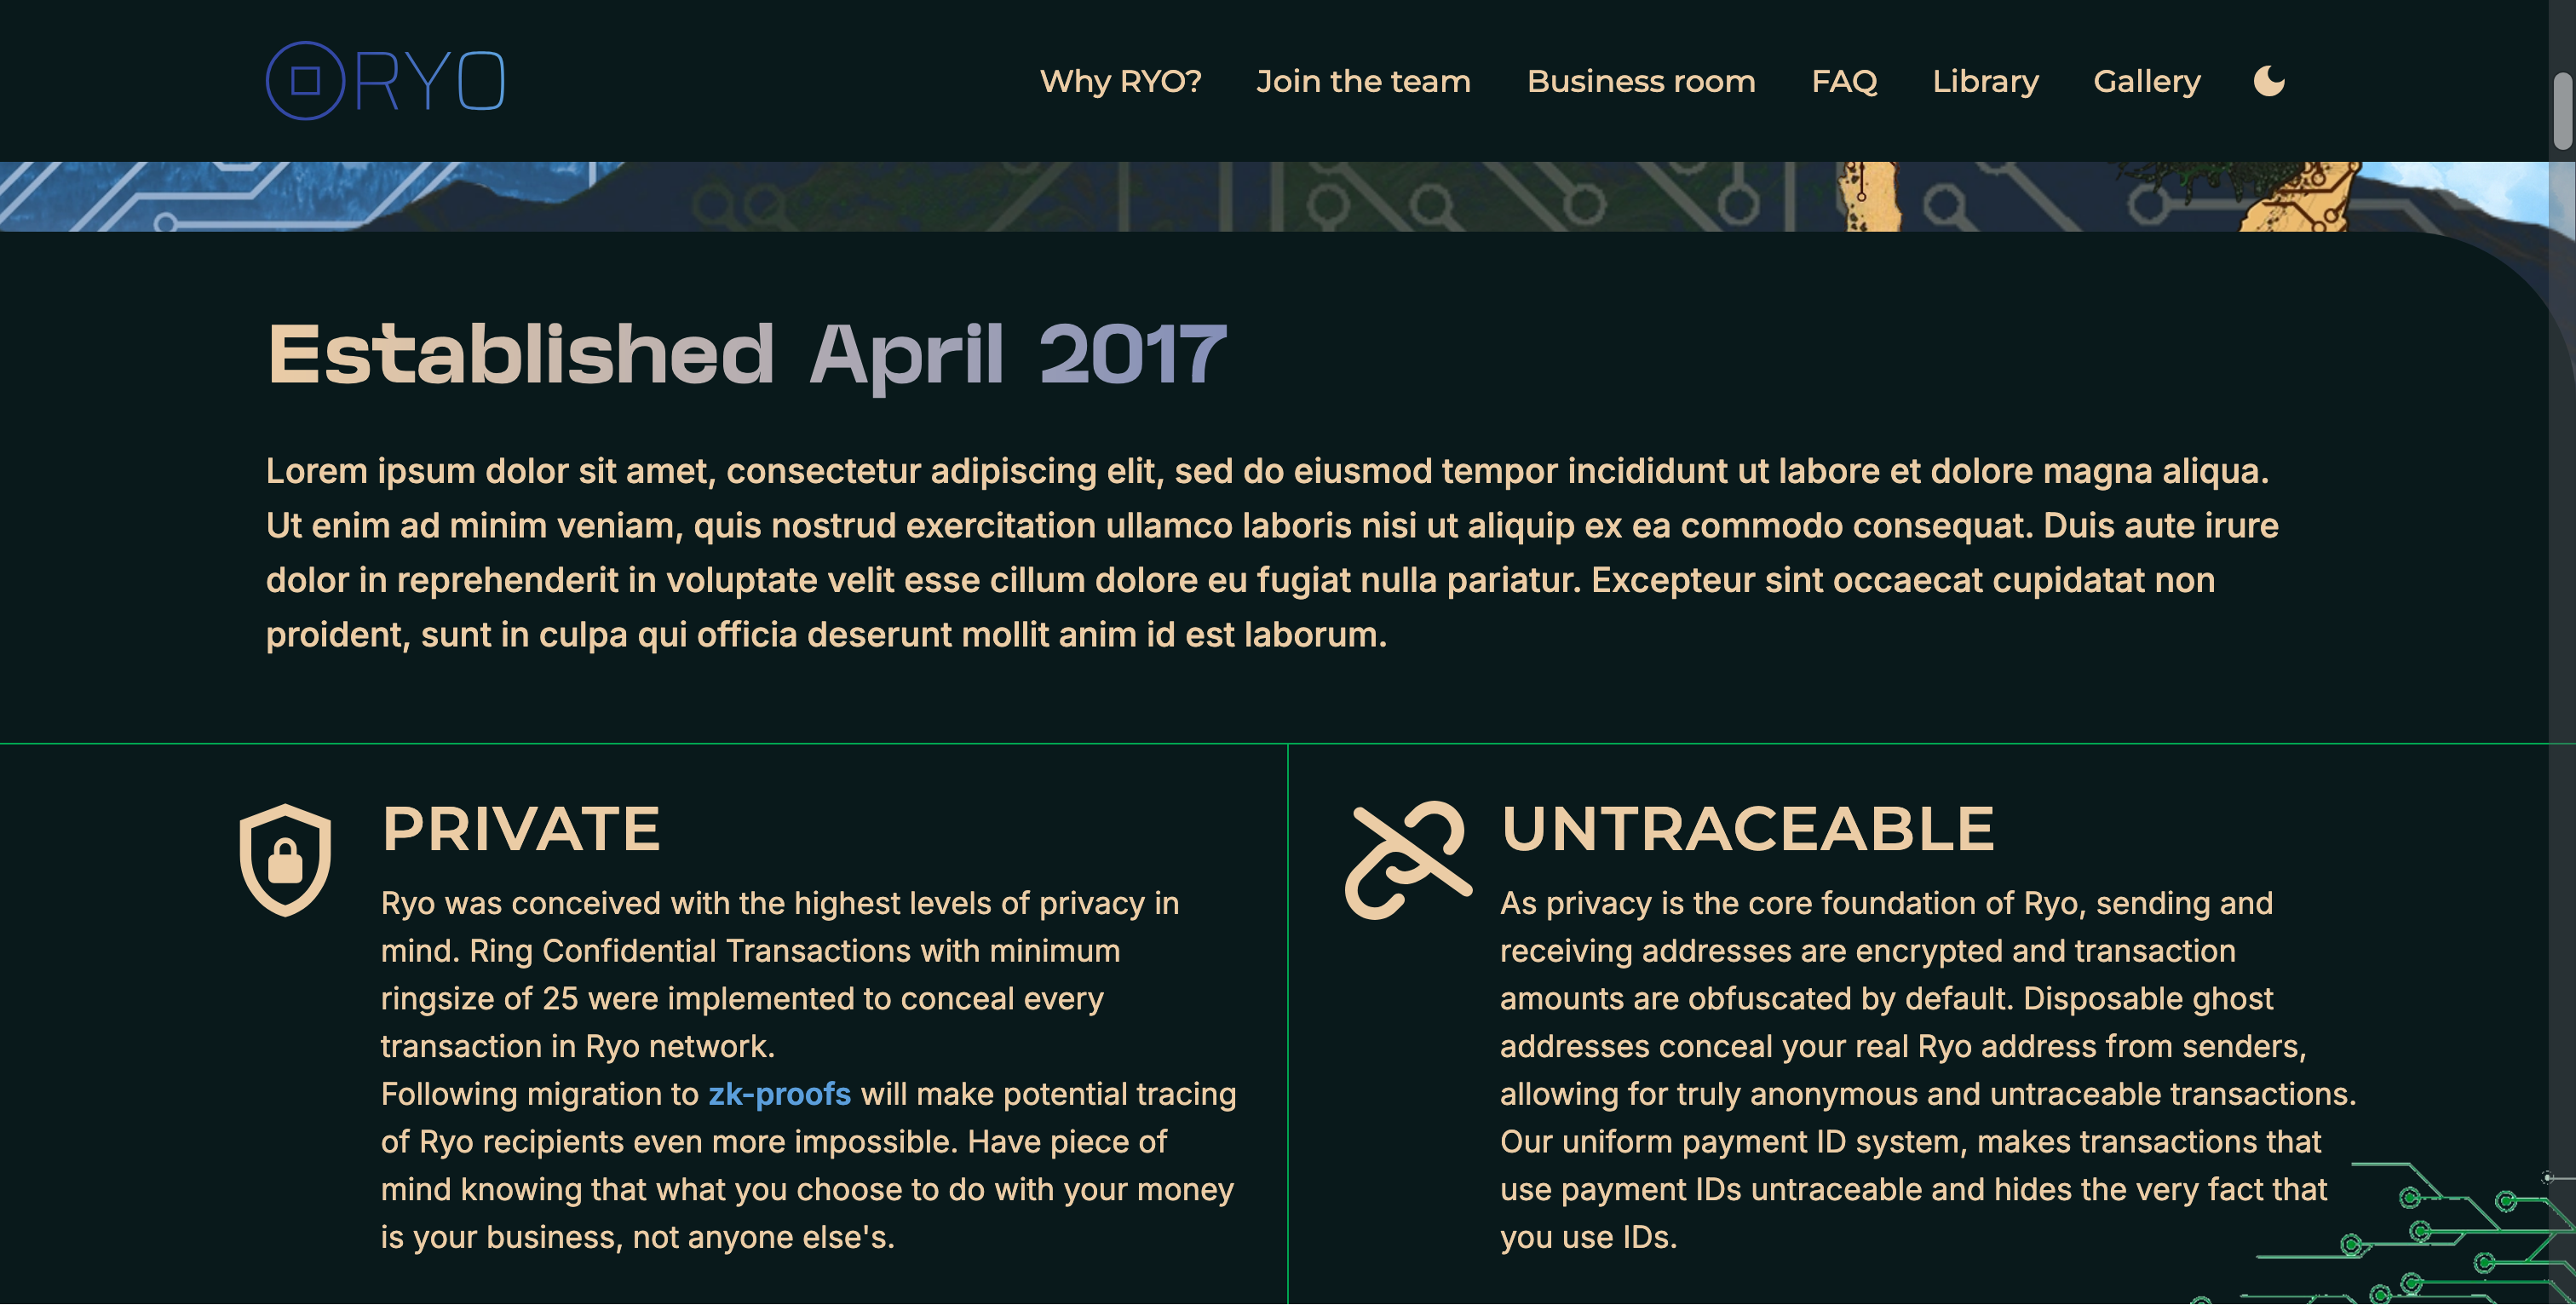 RYO
Why RYO? Join the team Business room FAQ Library Gallery
Established April 2017
Lorem ipsum dolor sit amet, consectetur adipiscing elit, sed do eiusmod tempor incididunt ut labore et dolore magna aliqua.
Ut enim ad minim veniam, quis nostrud exercitation ullamco laboris nisi ut aliquip ex ea commodo consequat. Duis aute irure
dolor in reprehenderit in voluptate velit esse cillum dolore eu fugiat nulla pariatur. Excepteur sint occaecat cupidatat non
proident, sunt in culpa qui officia deserunt mollit anim id est laborum.
PRIVATE
Ryo was conceived with the highest levels of privacy in
mind. Ring Confidential Transactions with minimum
ringsize of 25 were implemented to conceal every
transaction in Ryo network.
Following migration to zk-proofs will make potential tracing
of Ryo recipients even more impossible. Have piece of
mind knowing that what you choose to do with your money
is your business, not anyone else's.
UNTRACEABLE
As privacy is the core foundation of Ryo, sending and
receiving addresses are encrypted and transaction
amounts are obfuscated by default. Disposable ghost
addresses conceal your real Ryo address from senders,
allowing for truly anonymous and untraceable transactions.
Our uniform payment ID system, makes transactions that
use payment IDs untraceable and hides the very fact that
you use IDs.